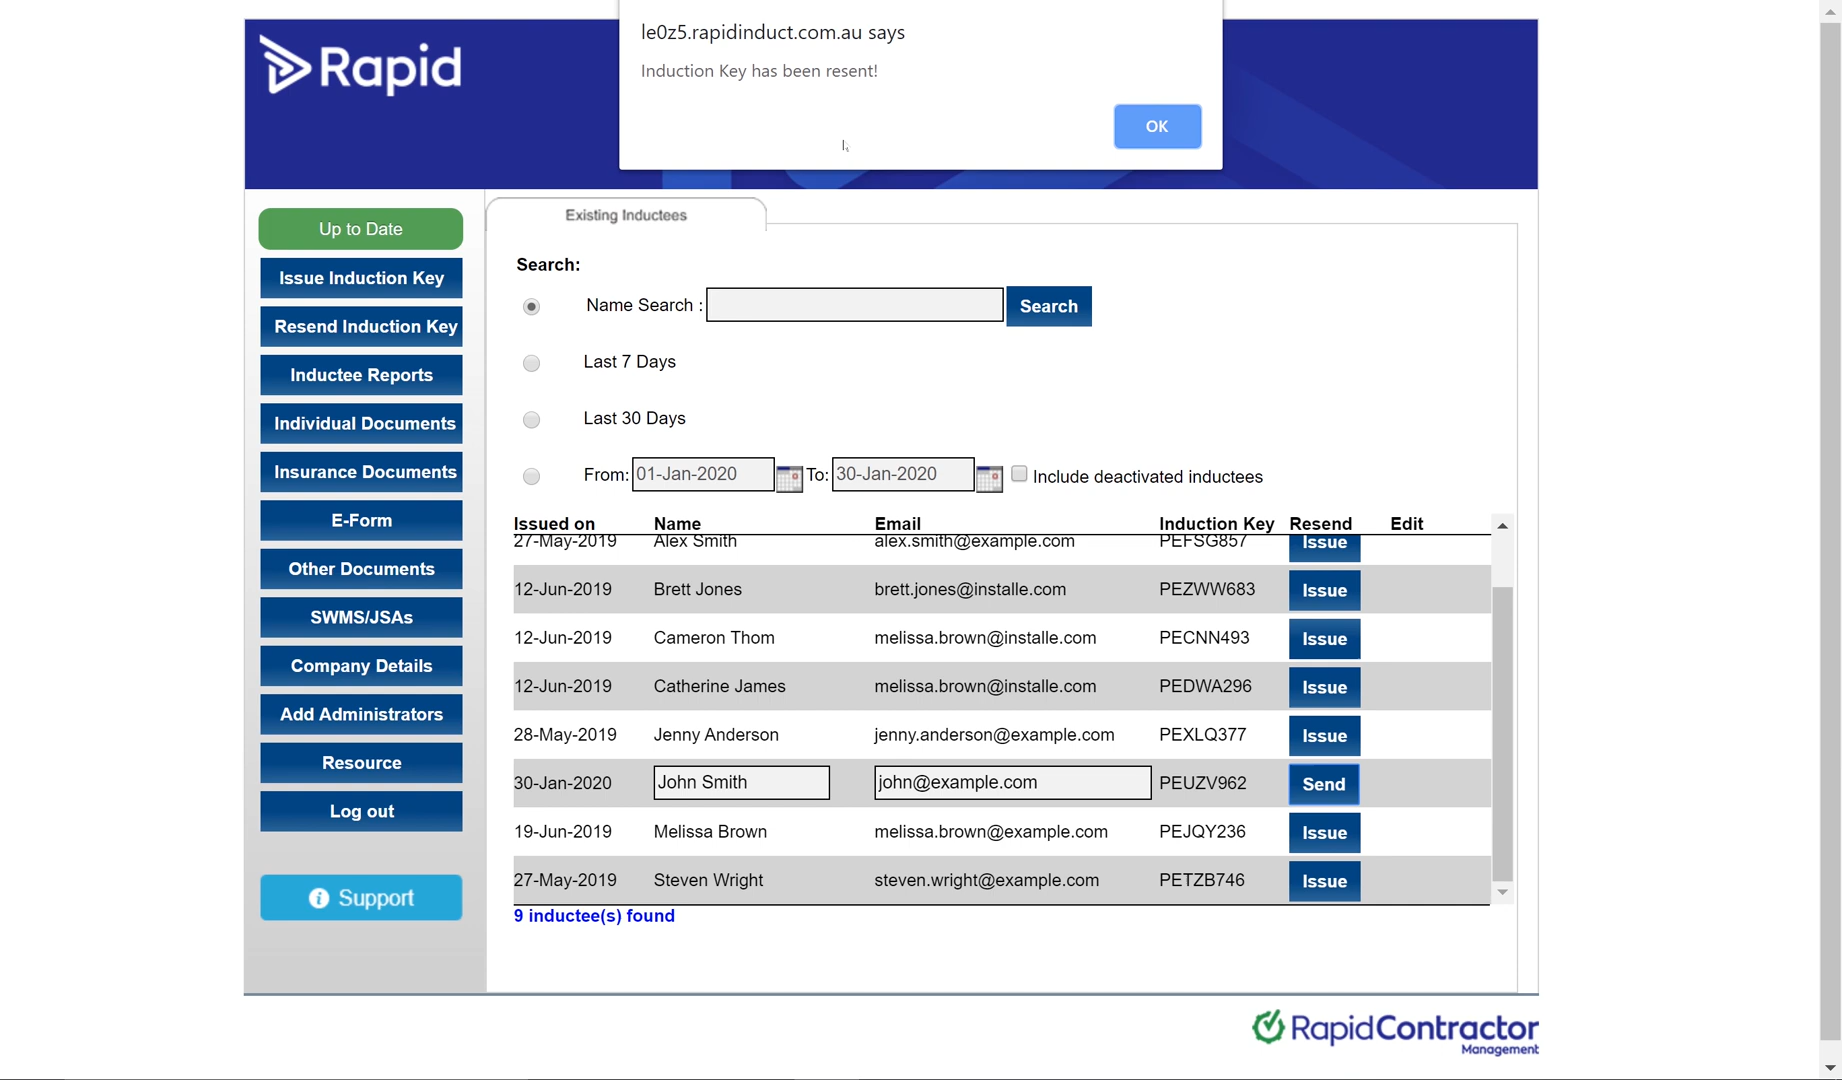 le0z5.rapidinduct.com.au says
Induction Key has been resent!
OK
Rapid
Up to Date
Issue Induction Key
Resend Induction Key
Inductee Reports
Individual Documents
Insurance Documents
E-Form
Other Documents
SWMS/JSAs
Company Details
Add Administrators
Resource
Log out
Support
Existing Inductees
Search:
Name Search : Search
Last 7 Days
Last 30 Days
From: 01-Jan-2020 To: 30-Jan-2020 Include deactivated inductees
Issued on Name Email Induction Key Resend Edit
27-May-2019 Alex Smith alex.smith@example.com PEFSG857 Issue
12-Jun-2019 Brett Jones brett.jones@installe.com PEZWW683 Issue
12-Jun-2019 Cameron Thom melissa.brown@installe.com PECNN493 Issue
12-Jun-2019 Catherine James melissa.brown@installe.com PEDWA296 Issue
28-May-2019 Jenny Anderson jenny.anderson@example.com PEXLQ377 Issue
30-Jan-2020 John Smith john@example.com PEUZV962 Send
19-Jun-2019 Melissa Brown melissa.brown@example.com PEJQY236 Issue
27-May-2019 Steven Wright steven.wright@example.com PETZB746 Issue
9 inductee(s) found
RapidContractor
Management